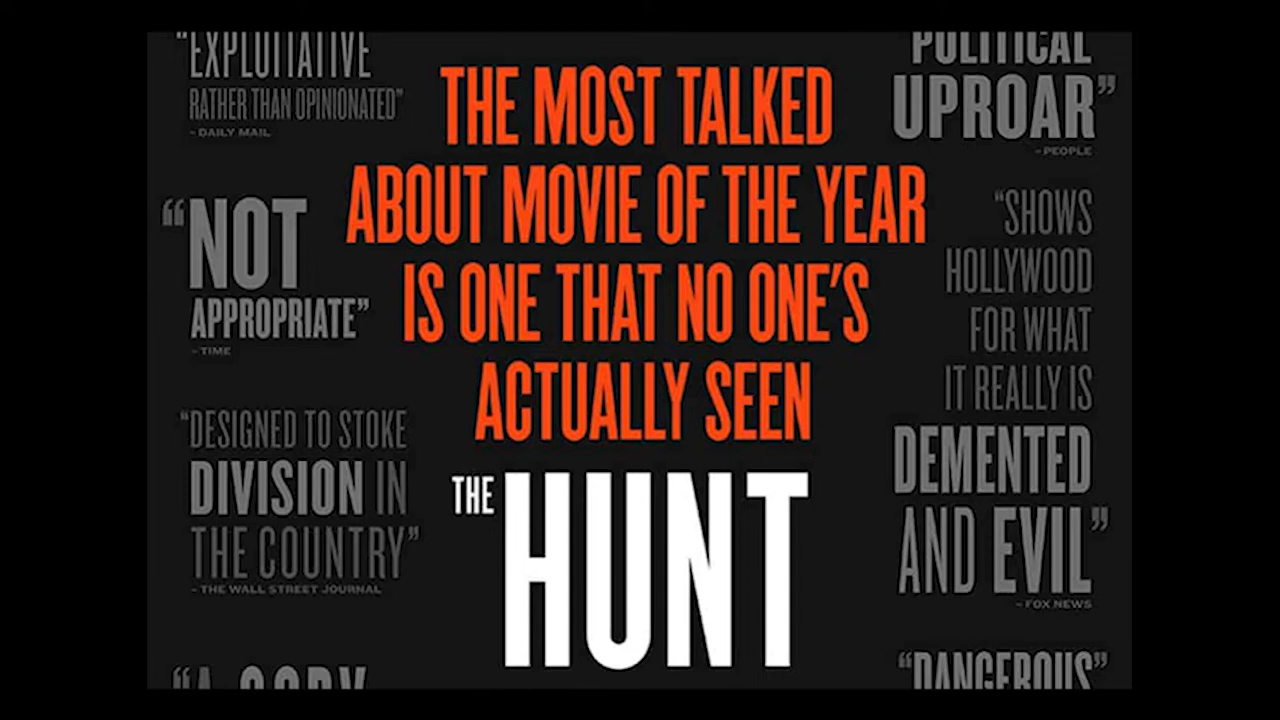 "EXPLOITATIVE
RATHER THAN OPINIONATED"
- DAILY MAIL
"NOT
APPROPRIATE"
- TIME
"DESIGNED TO STOKE
DIVISION IN
THE COUNTRY"
- THE WALL STREET JOURNAL
"A GORY
THE MOST TALKED
ABOUT MOVIE OF THE YEAR
IS ONE THAT NO ONE'S
ACTUALLY SEEN
THE HUNT
POLITICAL
UPROAR"
- PEOPLE
"SHOWS
HOLLYWOOD
FOR WHAT
IT REALLY IS
DEMENTED
AND EVIL"
- FOX NEWS
"DANGEROUS"